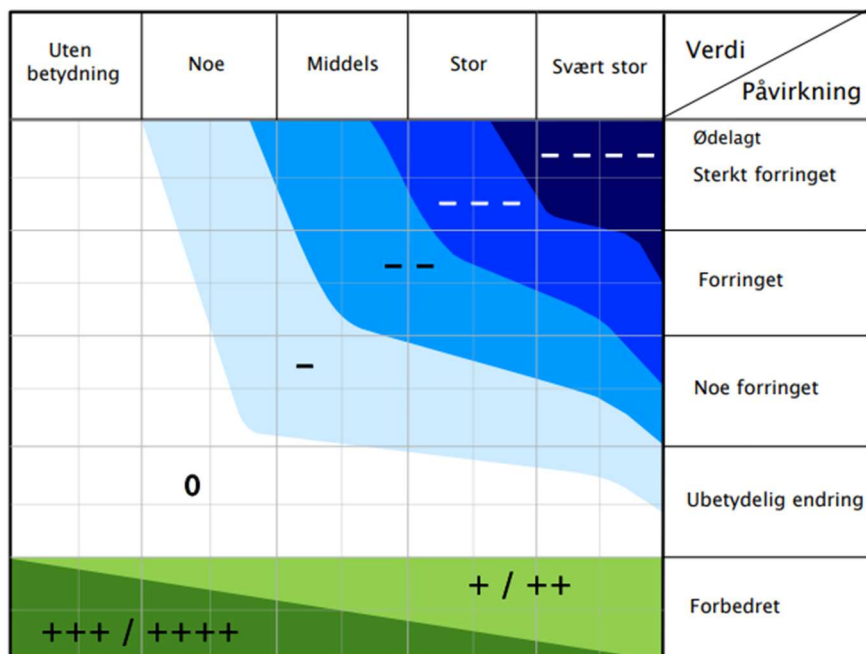 Uten
betydning
Noe
Middels
Stor
Svært stor
Verdi
Påvirkning
Ødelagt
Sterkt forringet
– – – –
– – –
Forringet
– –
Noe forringet
–
Ubetydelig endring
0
Forbedret
+ / ++
+++ / ++++